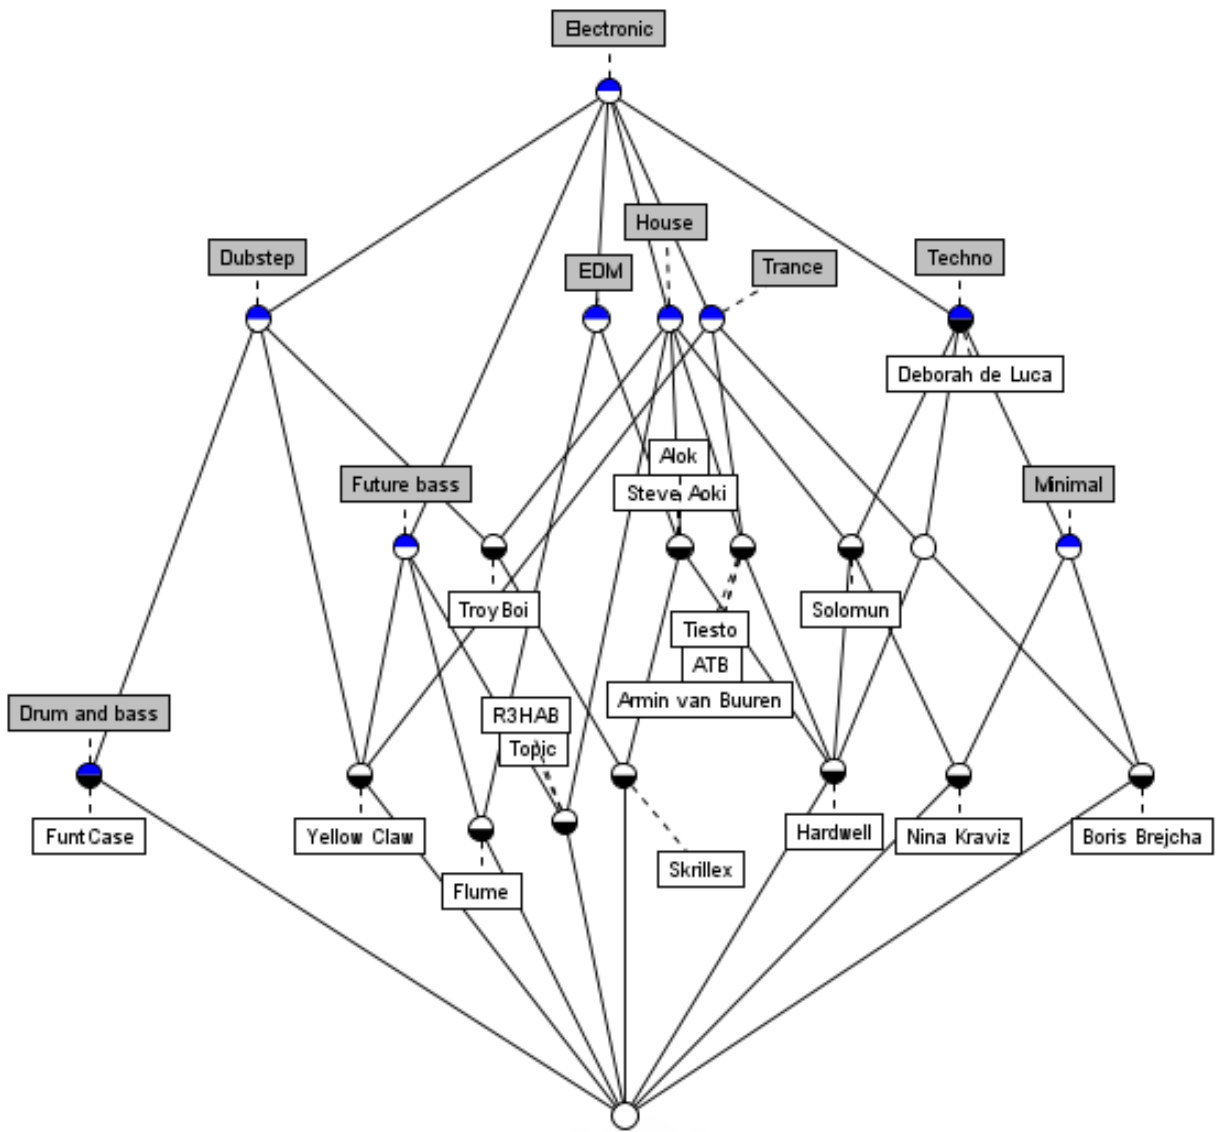 Electronic
House
Dubstep
EDM
Trance
Techno
Deborah de Luca
Alok
Future bass
Steve Aoki
Minimal
Troy Boi
Solomun
Tiesto
ATB
Armin van Buuren
Drum and bass
R3HAB
Topic
FuntCase
Yellow Claw
Hardwell
Nina Kraviz
Boris Brejcha
Skrillex
Flume